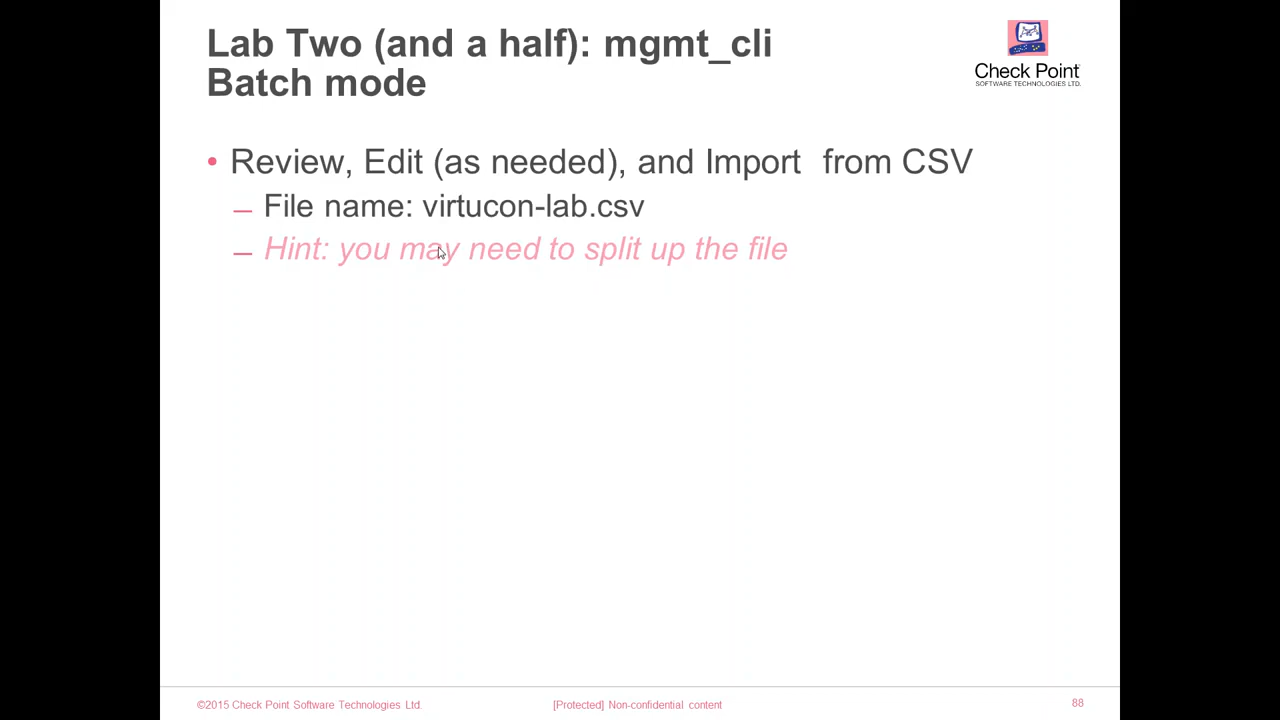 Lab Two (and a half): mgmt_cli
Batch mode
Check Point
SOFTWARE TECHNOLOGIES LTD.
• Review, Edit (as needed), and Import  from CSV
— File name: virtucon-lab.csv
— Hint: you may need to split up the file
©2015 Check Point Software Technologies Ltd.
[Protected] Non-confidential content
88